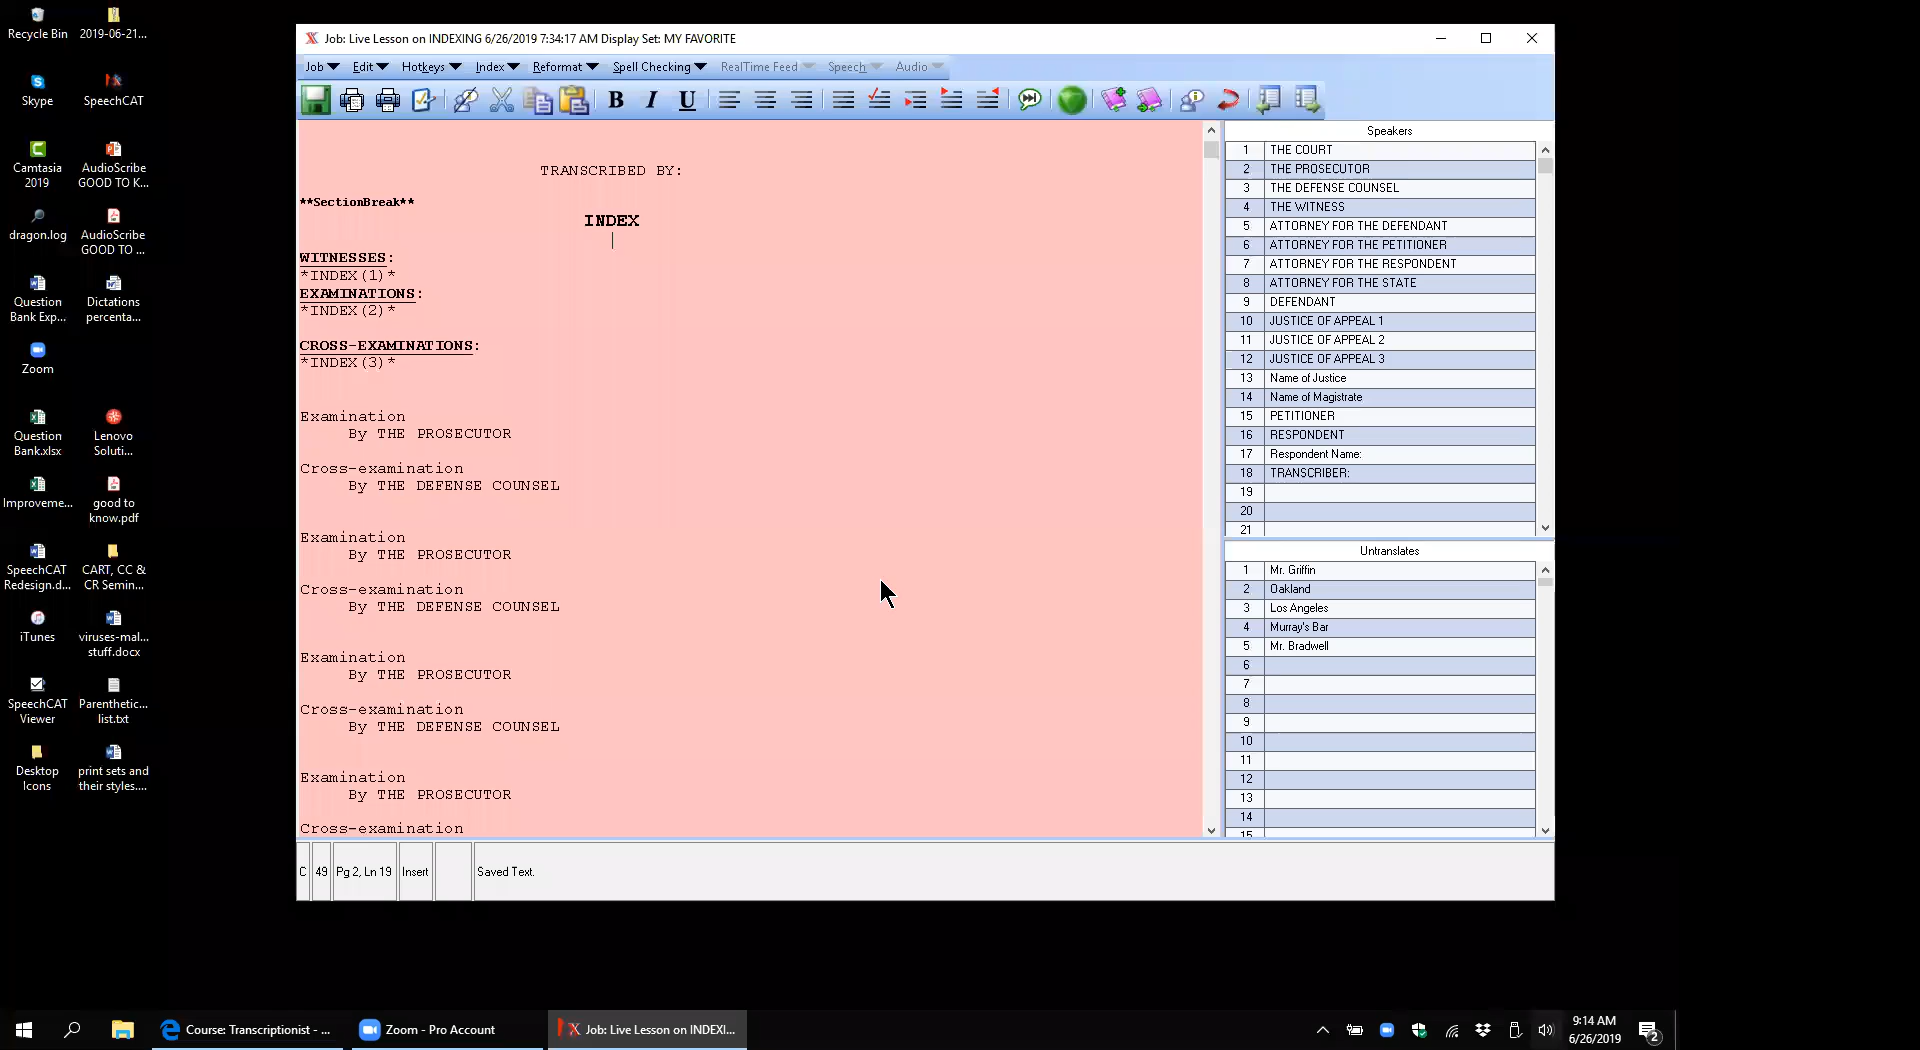 Recycle Bin
2019-06-21...
Skype
SpeechCAT
Camtasia
2019
AudioScribe
GOOD TO K...
dragon.log
AudioScribe
GOOD TO ...
Question
Bank Exp...
Dictations
percenta...
Zoom
Question
Bank.xlsx
Lenovo
Soluti...
Improveme...
good to
know.pdf
SpeechCAT
Redesign.d...
CART, CC &
CR Semin...
iTunes
viruses-mal...
stuff.docx
SpeechCAT
Viewer
Parenthetic...
list.txt
Desktop
Icons
print sets and
their styles....
Job: Live Lesson on INDEXING 6/26/2019 7:34:17 AM Display Set: MY FAVORITE
Job Edit Hotkeys Index Reformat Spell Checking RealTime Feed Speech Audio
B I U
TRANSCRIBED BY:
**SectionBreak**
INDEX
WITNESSES:
*INDEX(1)*
EXAMINATIONS:
*INDEX(2)*
CROSS-EXAMINATIONS:
*INDEX(3)*
Examination
By THE PROSECUTOR
Cross-examination
By THE DEFENSE COUNSEL
Examination
By THE PROSECUTOR
Cross-examination
By THE DEFENSE COUNSEL
Examination
By THE PROSECUTOR
Cross-examination
By THE DEFENSE COUNSEL
Examination
By THE PROSECUTOR
Cross-examination
Speakers
1 THE COURT
2 THE PROSECUTOR
3 THE DEFENSE COUNSEL
4 THE WITNESS
5 ATTORNEY FOR THE DEFENDANT
6 ATTORNEY FOR THE PETITIONER
7 ATTORNEY FOR THE RESPONDENT
8 ATTORNEY FOR THE STATE
9 DEFENDANT
10 JUSTICE OF APPEAL 1
11 JUSTICE OF APPEAL 2
12 JUSTICE OF APPEAL 3
13 Name of Justice
14 Name of Magistrate
15 PETITIONER
16 RESPONDENT
17 Respondent Name:
18 TRANSCRIBER:
19
20
21
Untranslates
1 Mr. Griffin
2 Oakland
3 Los Angeles
4 Murray's Bar
5 Mr. Bradwell
6
7
8
9
10
11
12
13
14
15
C 49 Pg 2, Ln 19 Insert Saved Text.
Course: Transcriptionist - ...
Zoom - Pro Account
Job: Live Lesson on INDEXI...
9:14 AM
6/26/2019
2